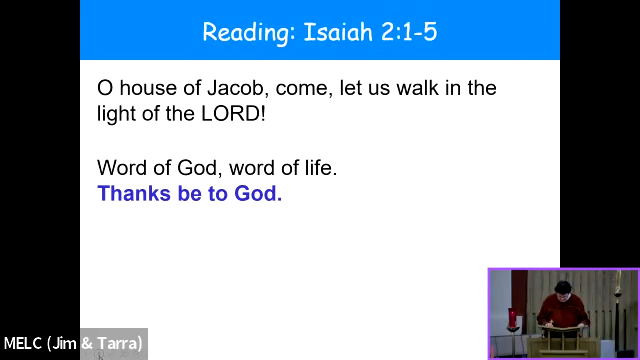 Reading: Isaiah 2:1-5
O house of Jacob, come, let us walk in the
light of the LORD!
Word of God, word of life.
Thanks be to God.
MELC (Jim & Tarra)